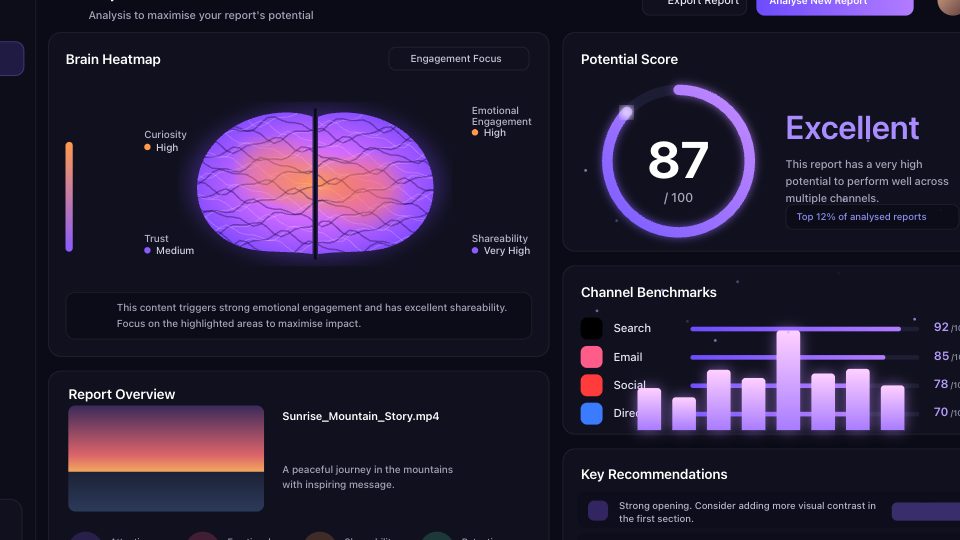 Analysis to maximise your report's potential
Export Report
Analyse New Report
Brain Heatmap
Engagement Focus
Curiosity
High
Emotional
Engagement
High
Trust
Medium
Shareability
Very High
This content triggers strong emotional engagement and has excellent shareability.
Focus on the highlighted areas to maximise impact.
Potential Score
87
/ 100
Excellent
This report has a very high
potential to perform well across
multiple channels.
Top 12% of analysed reports
Channel Benchmarks
Search
92
Email
85
Social
78
70
Report Overview
Sunrise_Mountain_Story.mp4
A peaceful journey in the mountains
with inspiring message.
Key Recommendations
Strong opening. Consider adding more visual contrast in
the first section.